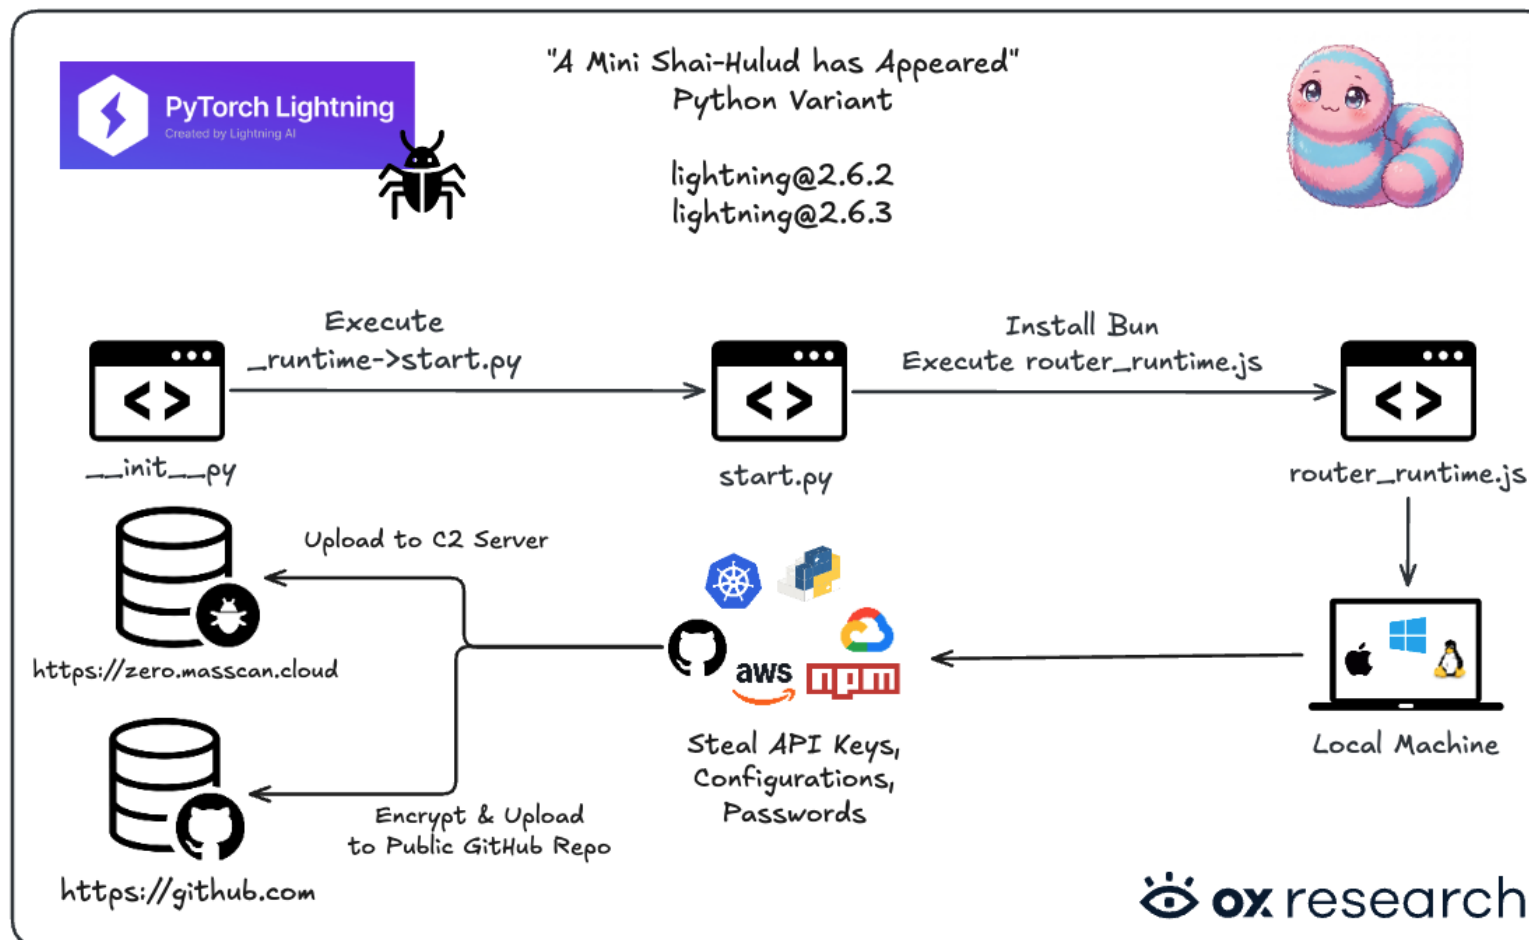 PyTorch Lightning
Created by Lightning AI
"A Mini Shai-Hulud has Appeared"
Python Variant
lightning@2.6.2
lightning@2.6.3
Execute
_runtime->start.py
Install Bun
Execute router_runtime.js
<>
<>
<>
__init__py
start.py
router_runtime.js
Upload to C2 Server
https://zero.masscan.cloud
aws
npm
Steal API Keys,
Configurations,
Passwords
Local Machine
Encrypt & Upload
to Public GitHub Repo
https://github.com
ox research